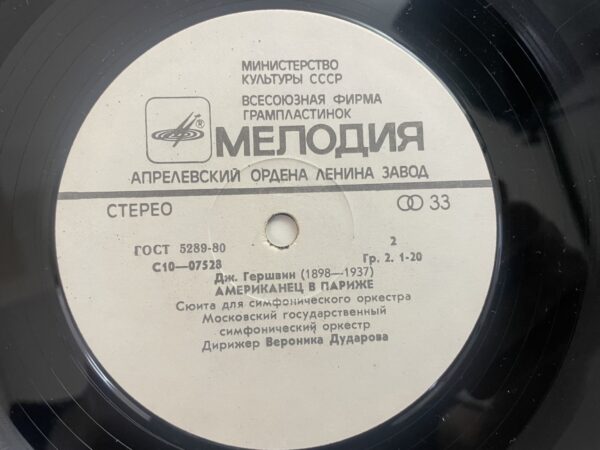 МИНИСТЕРСТВО
КУЛЬТУРЫ СССР
ВСЕСОЮЗНАЯ ФИРМА
ГРАМПЛАСТИНОК
®
МЕЛОДИЯ
АПРЕЛЕВСКИЙ ОРДЕНА ЛЕНИНА ЗАВОД
СТЕРЕО 33
ГОСТ 5289-80 2
С10—07528 Гр. 2. 1-20
Дж. Гершвин (1898—1937)
АМЕРИКАНЕЦ В ПАРИЖЕ
Сюита для симфонического оркестра
Московский государственный
симфонический оркестр
Дирижер Вероника Дударова